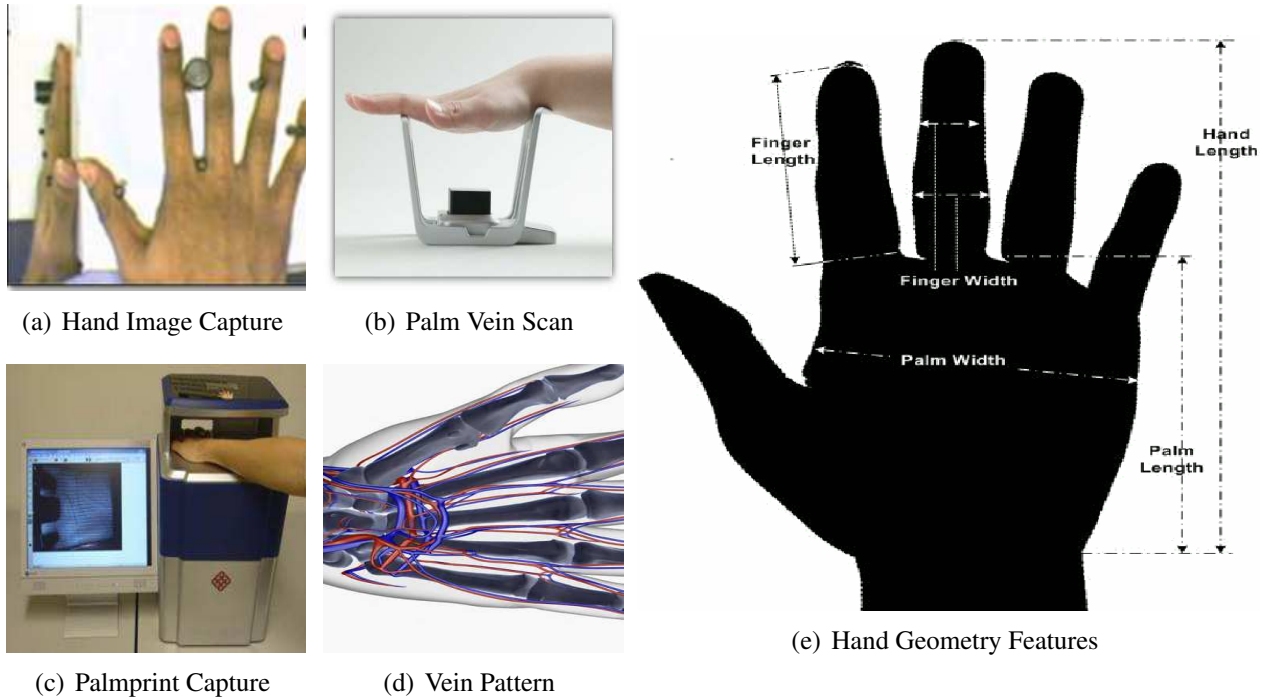 (a) Hand Image Capture
(b) Palm Vein Scan
(c) Palmprint Capture
(d) Vein Pattern
Finger
Length
Hand
Length
Finger Width
Palm Width
Palm
Length
(e) Hand Geometry Features